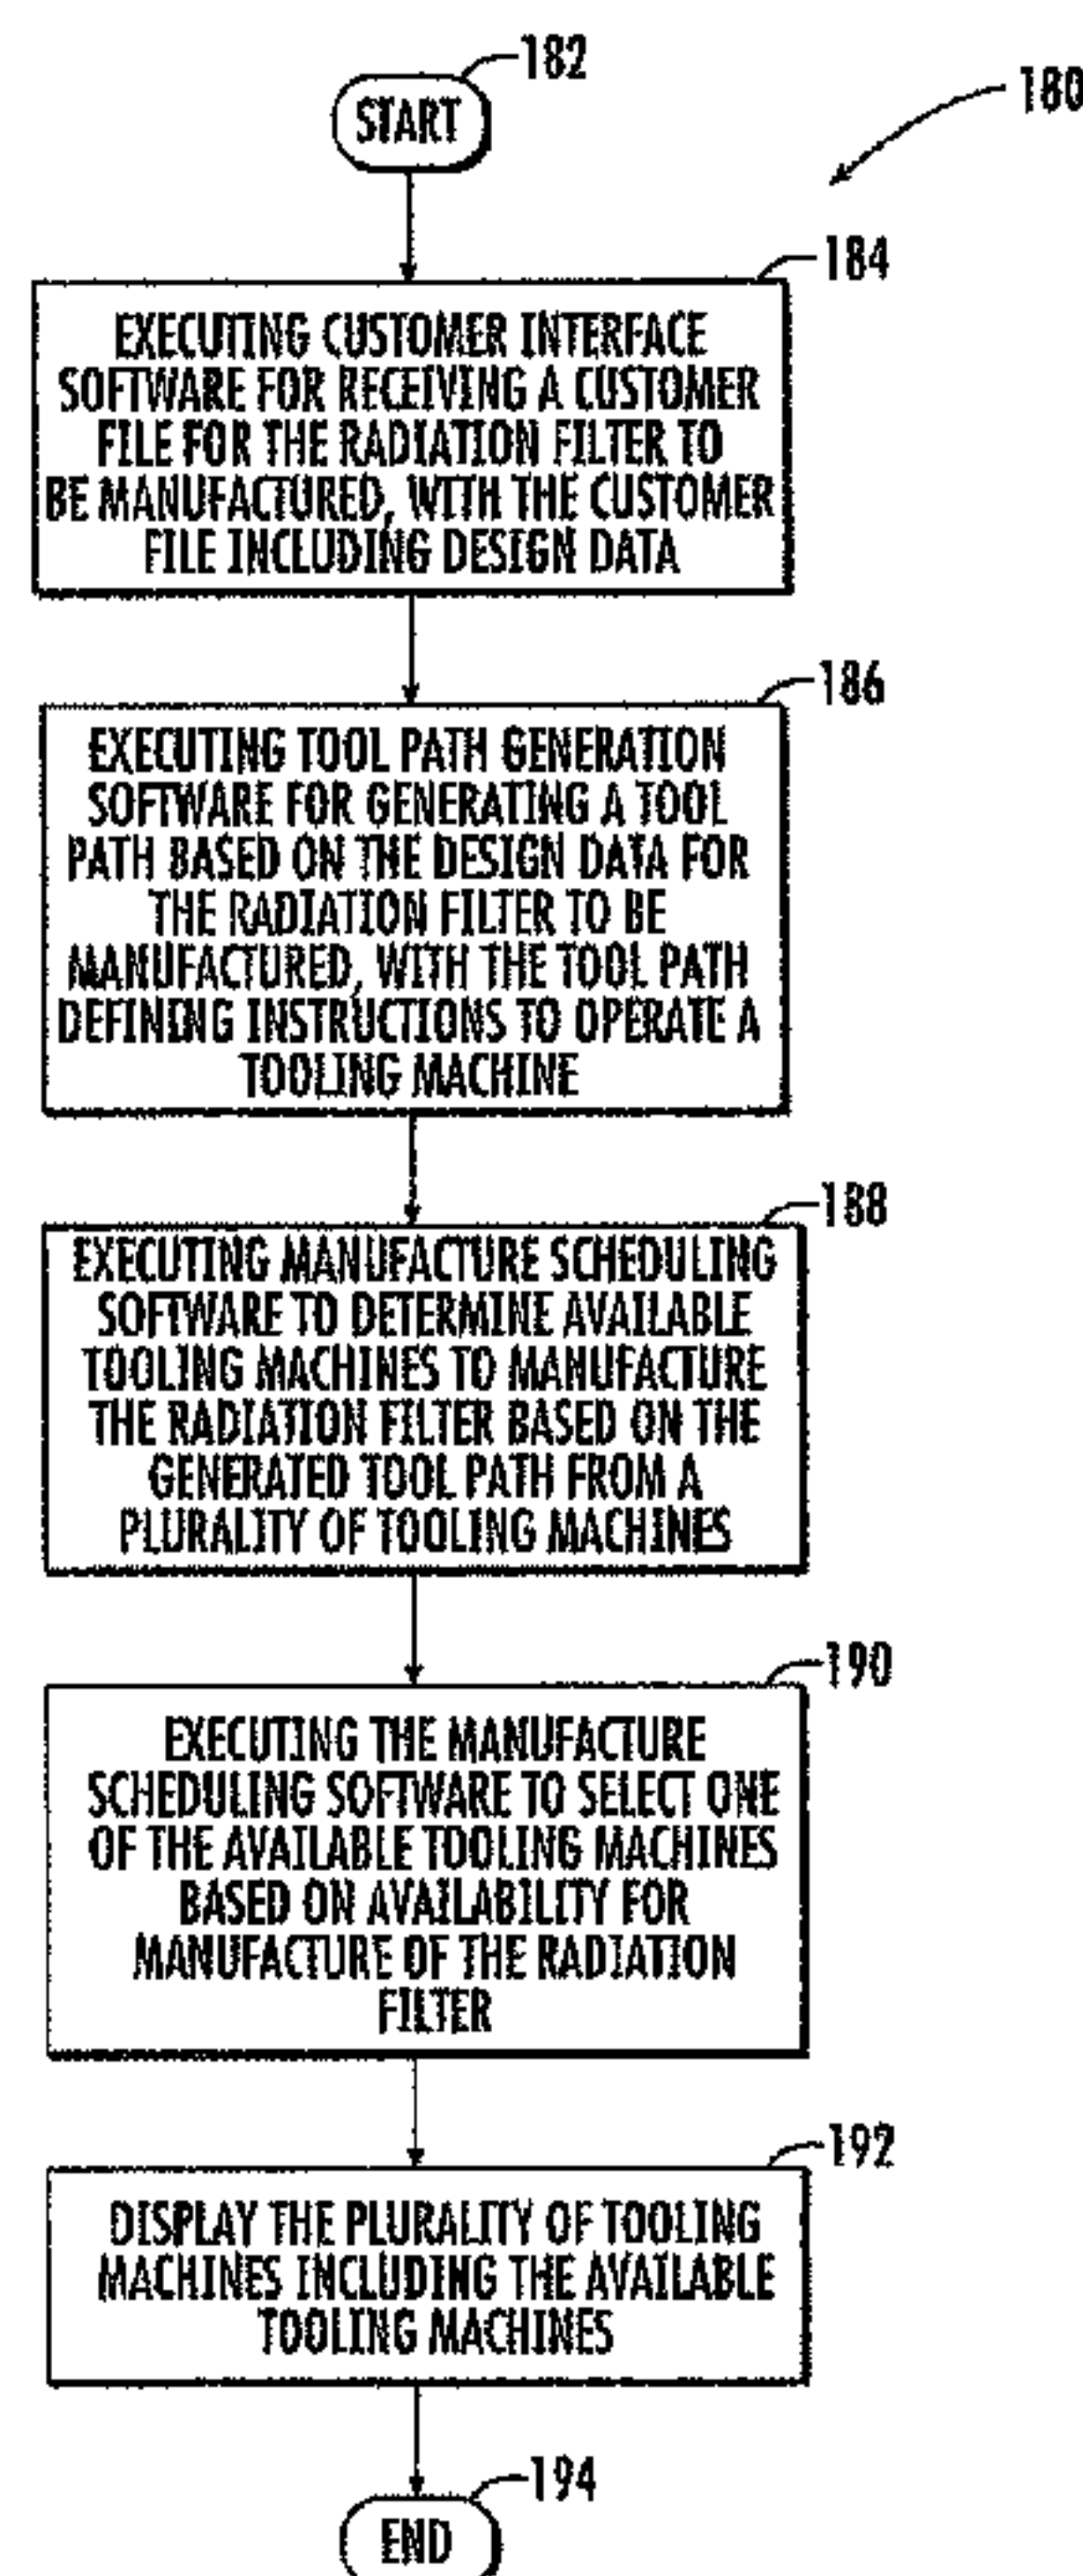 182
START
180
184
EXECUTING CUSTOMER INTERFACE
SOFTWARE FOR RECEIVING A CUSTOMER
FILE FOR THE RADIATION FILTER TO
BE MANUFACTURED, WITH THE CUSTOMER
FILE INCLUDING DESIGN DATA
186
EXECUTING TOOL PATH GENERATION
SOFTWARE FOR GENERATING A TOOL
PATH BASED ON THE DESIGN DATA FOR
THE RADIATION FILTER TO BE
MANUFACTURED, WITH THE TOOL PATH
DEFINING INSTRUCTIONS TO OPERATE A
TOOLING MACHINE
188
EXECUTING MANUFACTURE SCHEDULING
SOFTWARE TO DETERMINE AVAILABLE
TOOLING MACHINES TO MANUFACTURE
THE RADIATION FILTER BASED ON THE
GENERATED TOOL PATH FROM A
PLURALITY OF TOOLING MACHINES
190
EXECUTING THE MANUFACTURE
SCHEDULING SOFTWARE TO SELECT ONE
OF THE AVAILABLE TOOLING MACHINES
BASED ON AVAILABILITY FOR
MANUFACTURE OF THE RADIATION
FILTER
192
DISPLAY THE PLURALITY OF TOOLING
MACHINES INCLUDING THE AVAILABLE
TOOLING MACHINES
194
END